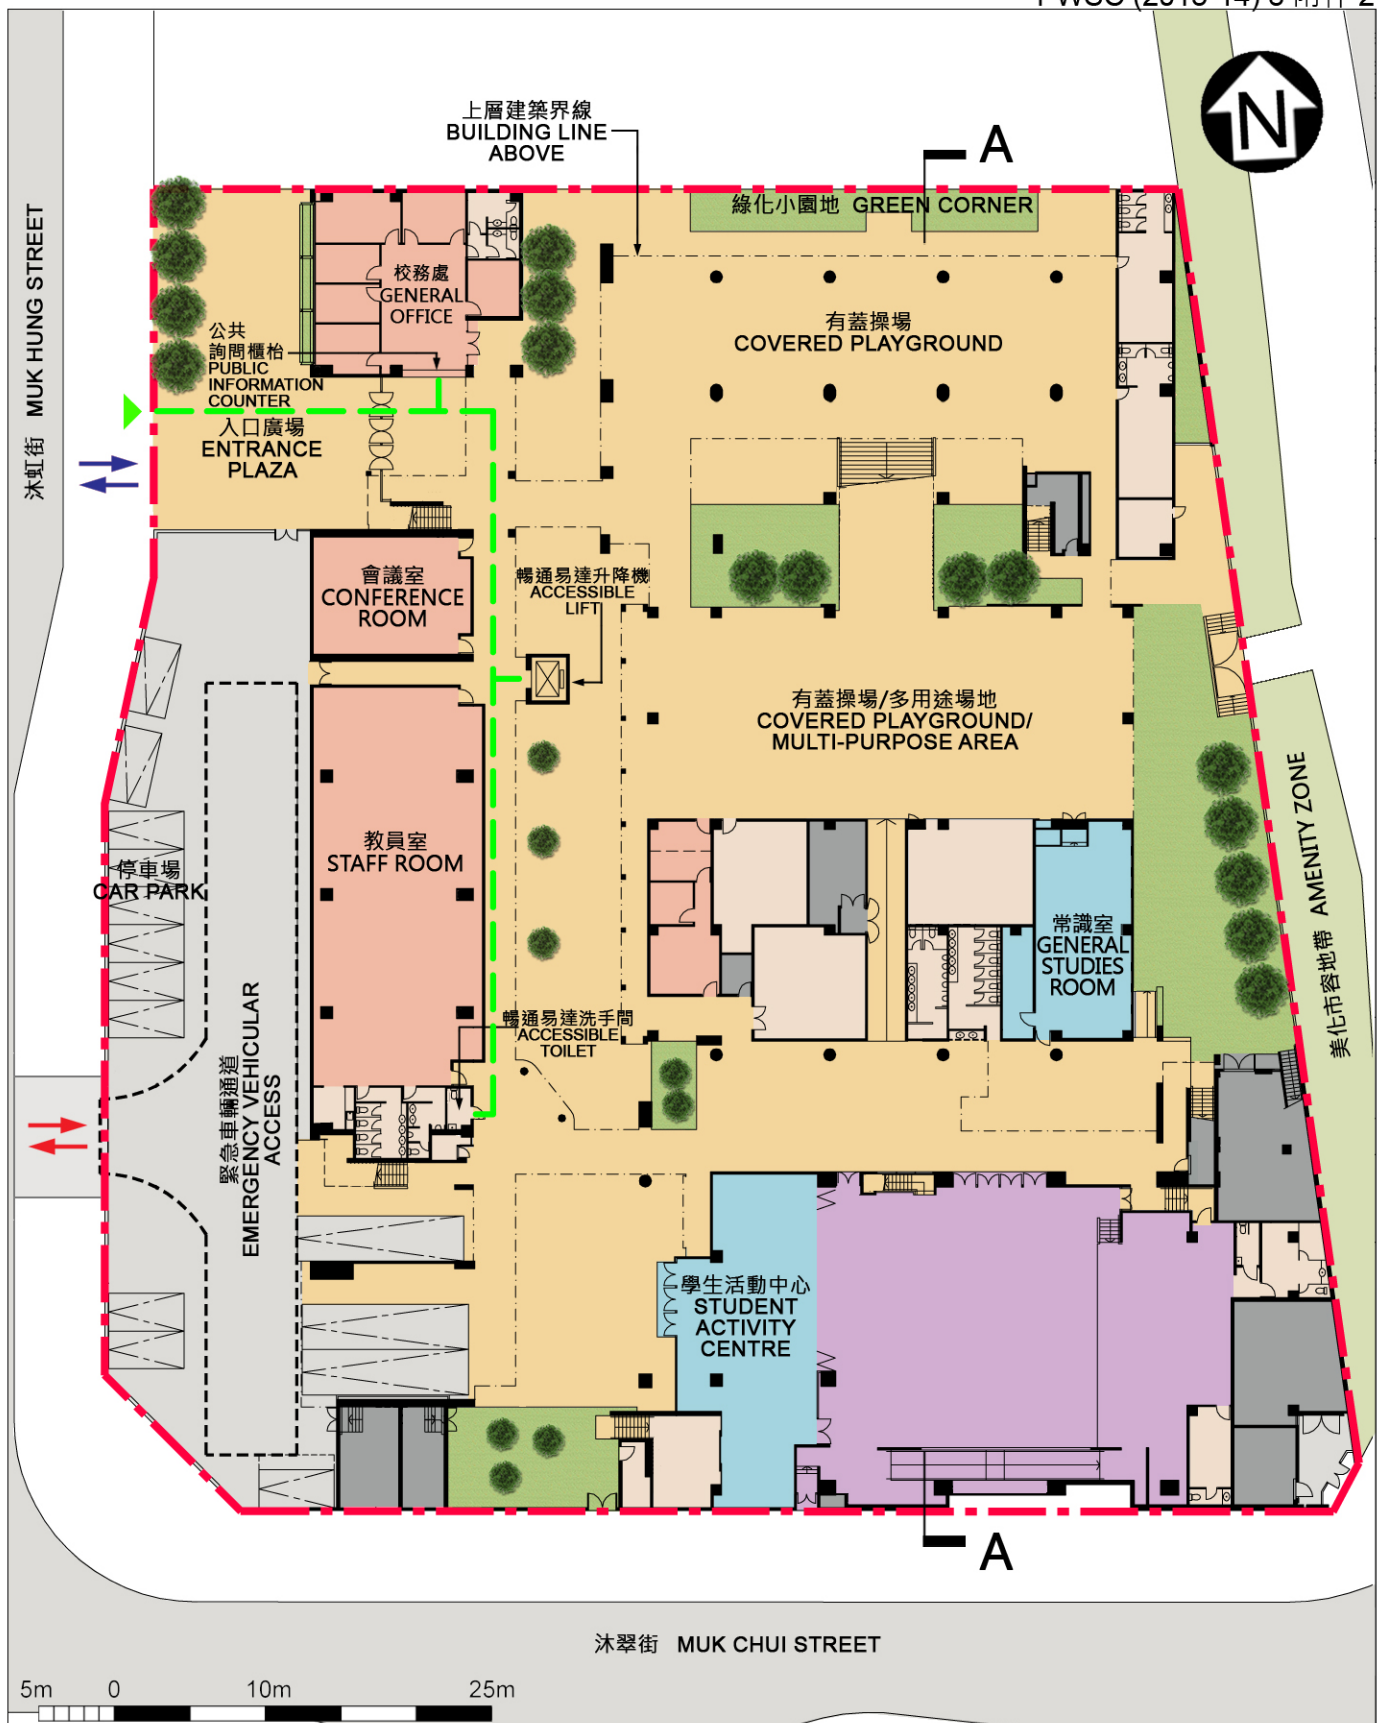 N
上層建築界線
BUILDING LINE
ABOVE
A
綠化小園地 GREEN CORNER
校務處
GENERAL
OFFICE
有蓋操場
COVERED PLAYGROUND
公共
詢問櫃枱
PUBLIC
INFORMATION
COUNTER
入口廣場
ENTRANCE
PLAZA
沐虹街 MUK HUNG STREET
會議室
CONFERENCE
ROOM
暢通易達升降機
ACCESSIBLE
LIFT
有蓋操場/多用途場地
COVERED PLAYGROUND/
MULTI-PURPOSE AREA
教員室
STAFF ROOM
停車場
CAR PARK
常識室
GENERAL
STUDIES
ROOM
美化市容地帶 AMENITY ZONE
暢通易達洗手間
ACCESSIBLE
TOILET
緊急車輛通道
EMERGENCY VEHICULAR
ACCESS
學生活動中心
STUDENT
ACTIVITY
CENTRE
A
沐翠街 MUK CHUI STREET
5m 0 10m 25m